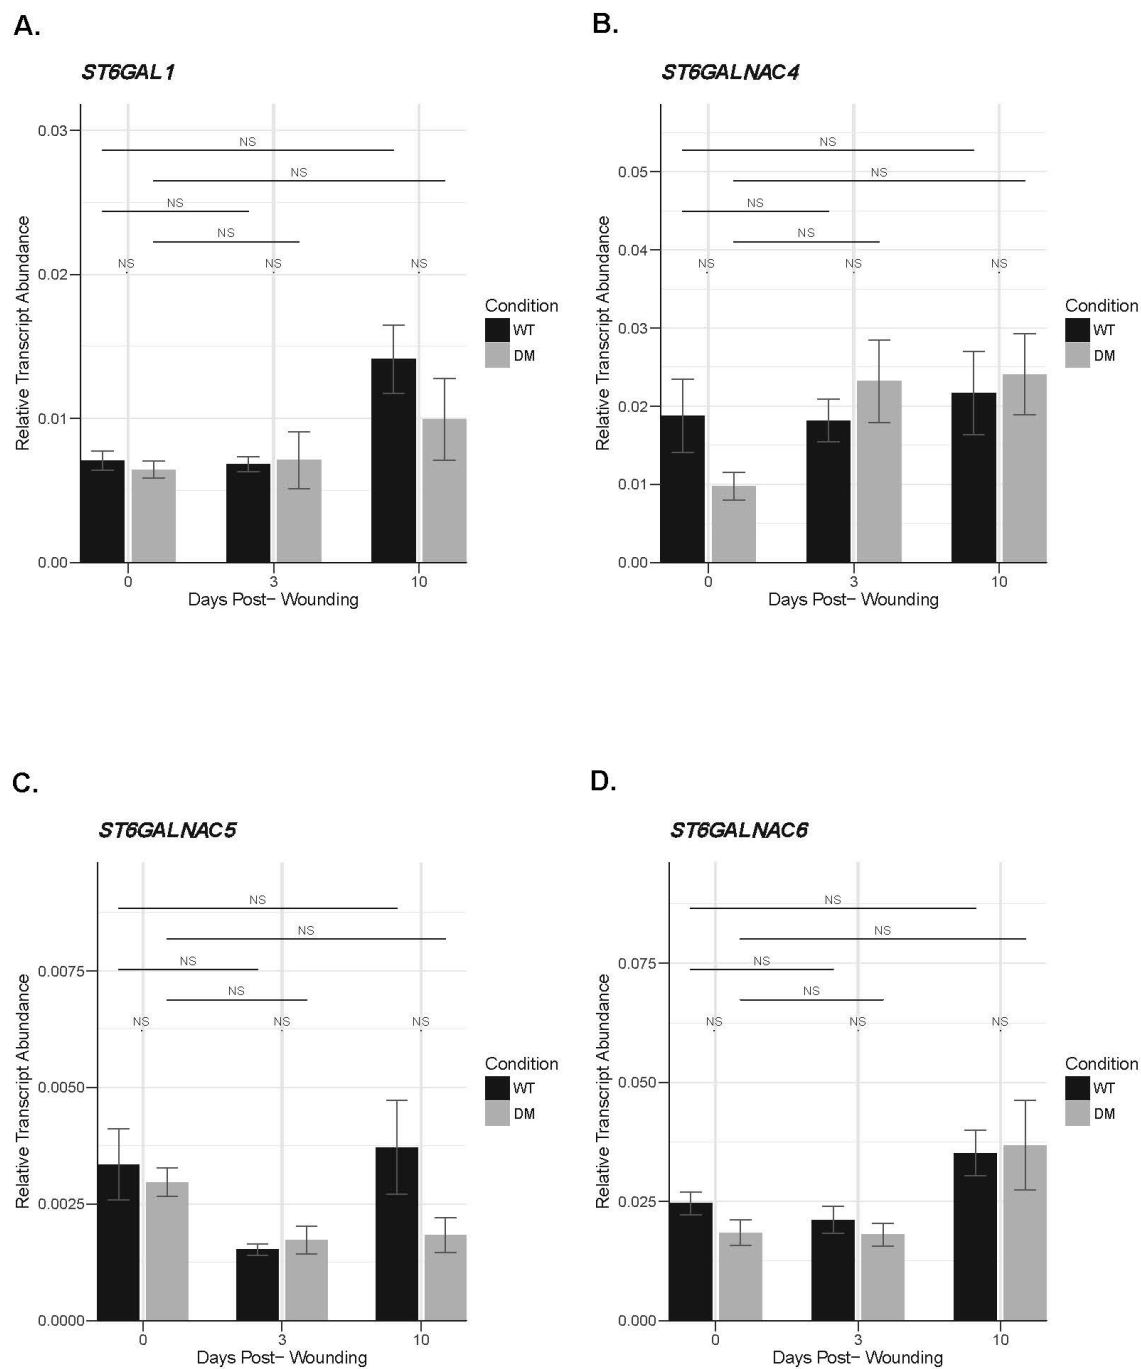 A.
ST6GAL1
Relative Transcript Abundance
0.03
0.02
0.01
0.00
NS
NS
NS
NS
NS NS NS
0 3 10
Days Post- Wounding
Condition
WT
DM
B.
ST6GALNAC4
Relative Transcript Abundance
0.05
0.04
0.03
0.02
0.01
0.00
NS
NS
NS
NS
NS NS NS
0 3 10
Days Post- Wounding
Condition
WT
DM
C.
ST6GALNAC5
Relative Transcript Abundance
0.0075
0.0050
0.0025
0.0000
NS
NS
NS
NS
NS NS NS
0 3 10
Days Post- Wounding
Condition
WT
DM
D.
ST6GALNAC6
Relative Transcript Abundance
0.075
0.050
0.025
0.000
NS
NS
NS
NS
NS NS NS
0 3 10
Days Post- Wounding
Condition
WT
DM